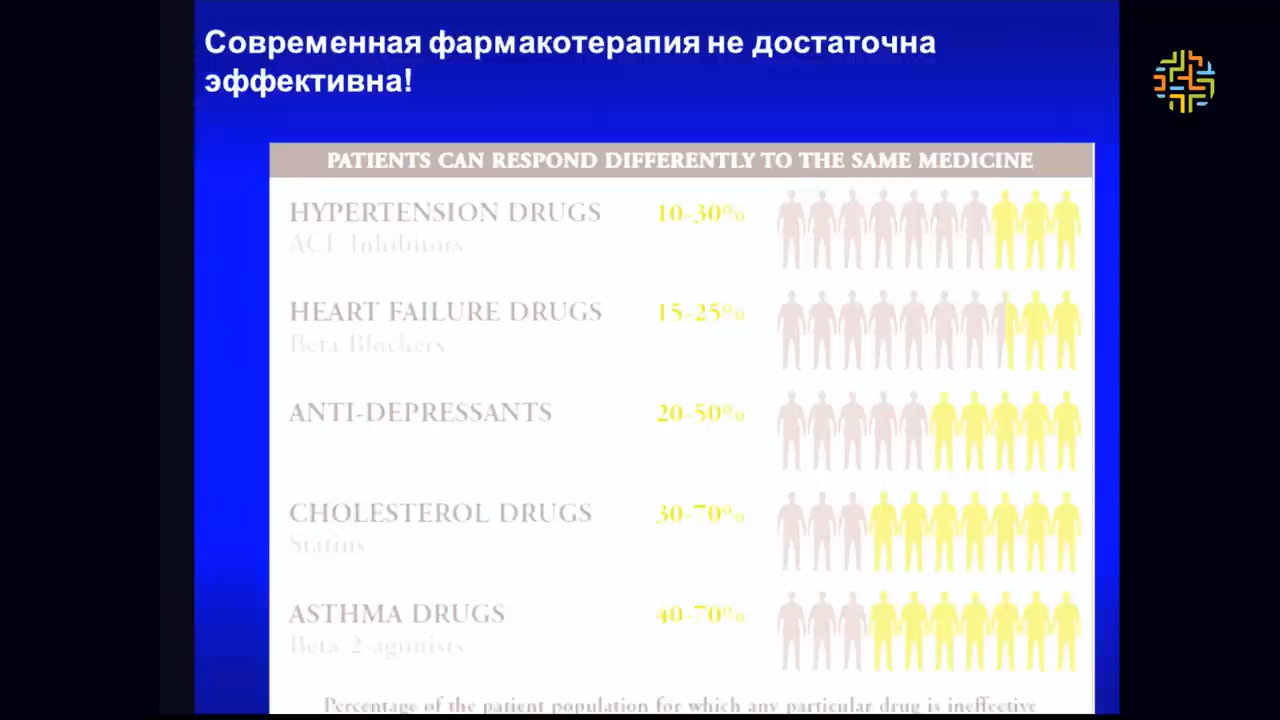 Современная фармакотерапия не достаточна
эффективна!
PATIENTS CAN RESPOND DIFFERENTLY TO THE SAME MEDICINE
HYPERTENSION DRUGS 10-30%
ACE Inhibitors
HEART FAILURE DRUGS 15-25%
Beta Blockers
ANTI-DEPRESSANTS 20-50%
CHOLESTEROL DRUGS 30-70%
Statins
ASTHMA DRUGS 40-70%
Beta-2-agonists
Percentage of the patient population for which any particular drug is ineffective